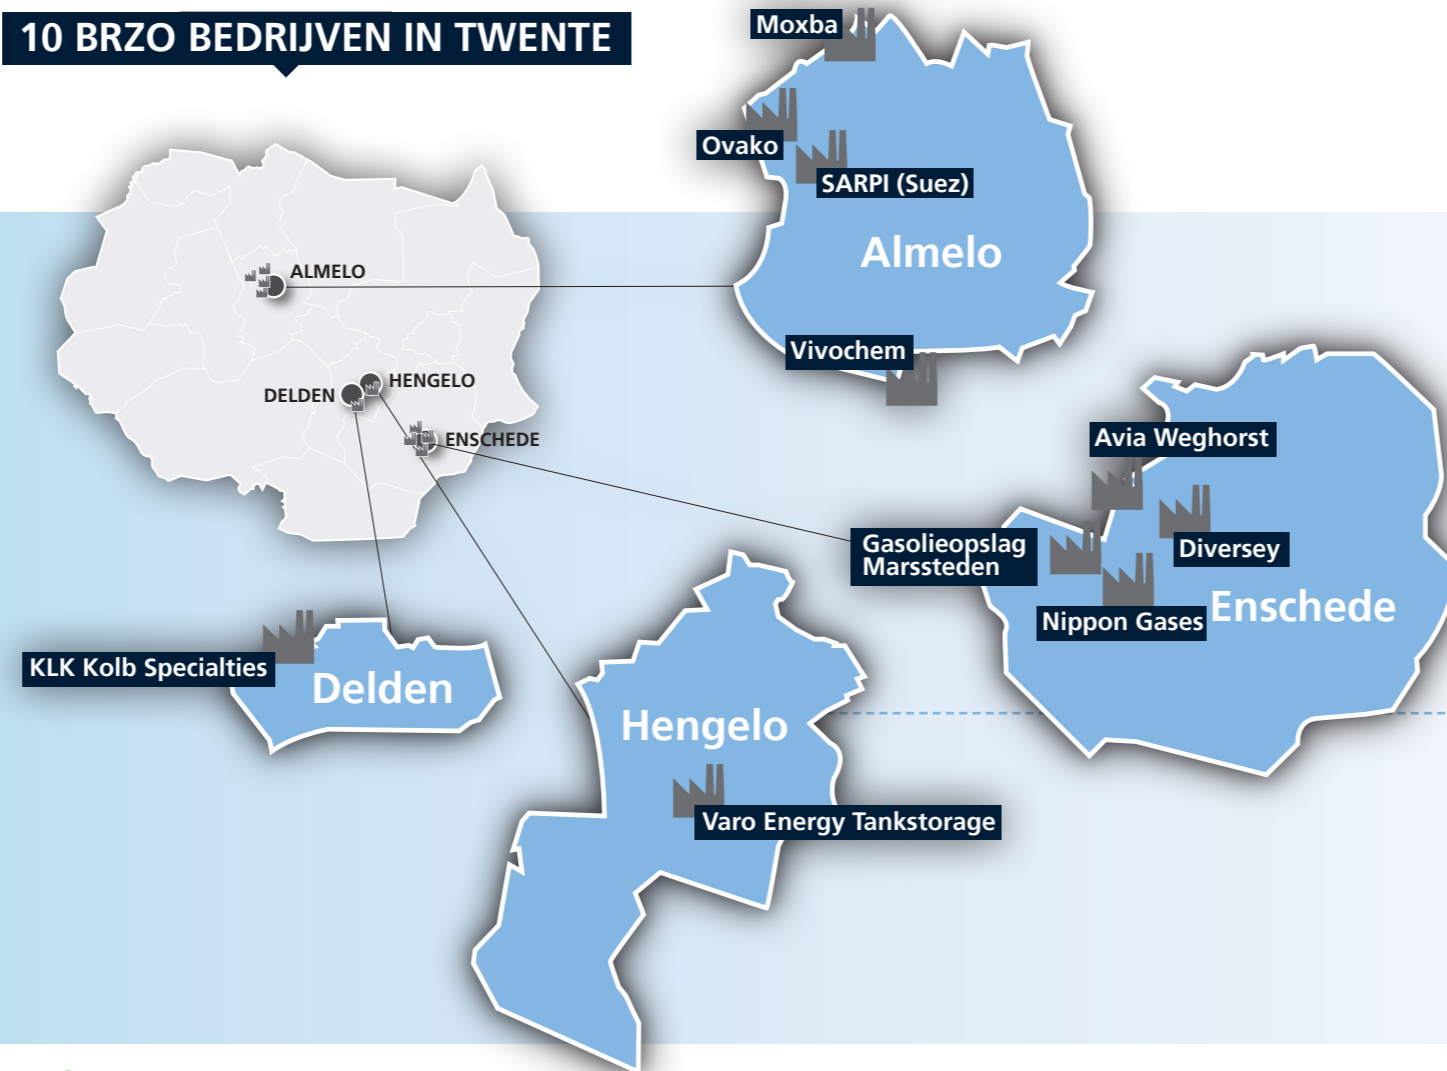 10 BRZO BEDRIJVEN IN TWENTE
Moxba
Ovako
SARPI (Suez)
Almelo
Vivochem
ALMELO
HENGELO
DELDEN
ENSCHEDE
Avia Weghorst
Gasolieopslag
Marssteden
Diversey
Nippon Gases
Enschede
KLK Kolb Specialties
Delden
Hengelo
Varo Energy Tankstorage